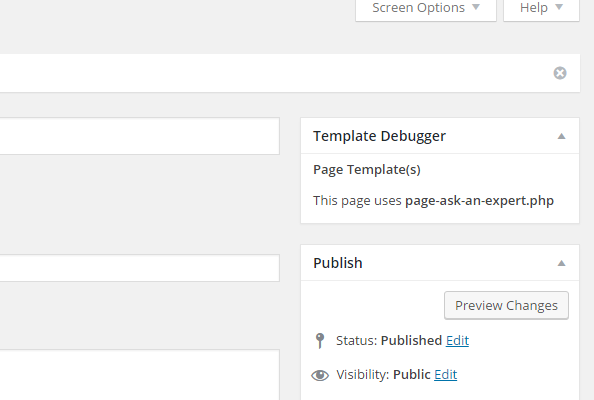 Screen Options
Help
Template Debugger
Page Template(s)
This page uses page-ask-an-expert.php
Publish
Preview Changes
Status: Published Edit
Visibility: Public Edit